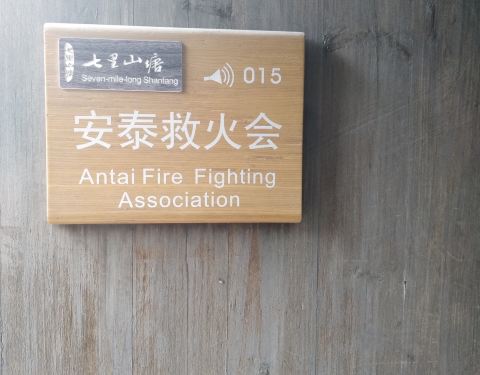 七里山塘
Seven-mile-long Shantang
015
安泰救火会
Antai Fire Fighting
Association